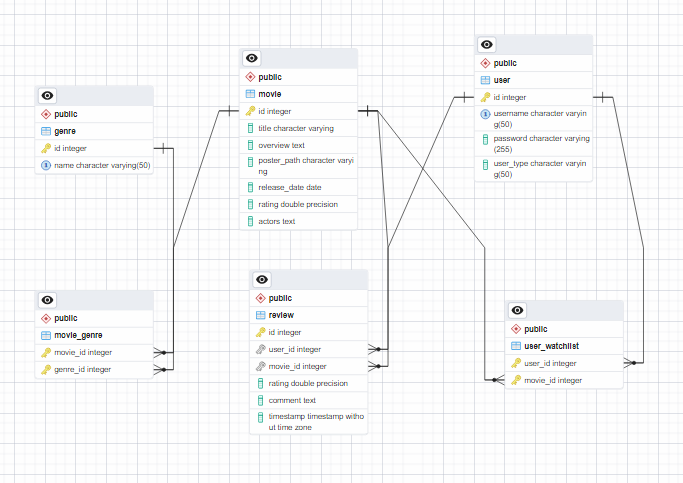 public
genre
id integer
name character varying(50)
public
movie
id integer
title character varying
overview text
poster_path character varyi
ng
release_date date
rating double precision
actors text
public
user
id integer
username character varyin
g(50)
password character varying
(255)
user_type character varyin
g(50)
public
movie_genre
movie_id integer
genre_id integer
public
review
id integer
user_id integer
movie_id integer
rating double precision
comment text
timestamp timestamp witho
ut time zone
public
user_watchlist
user_id integer
movie_id integer